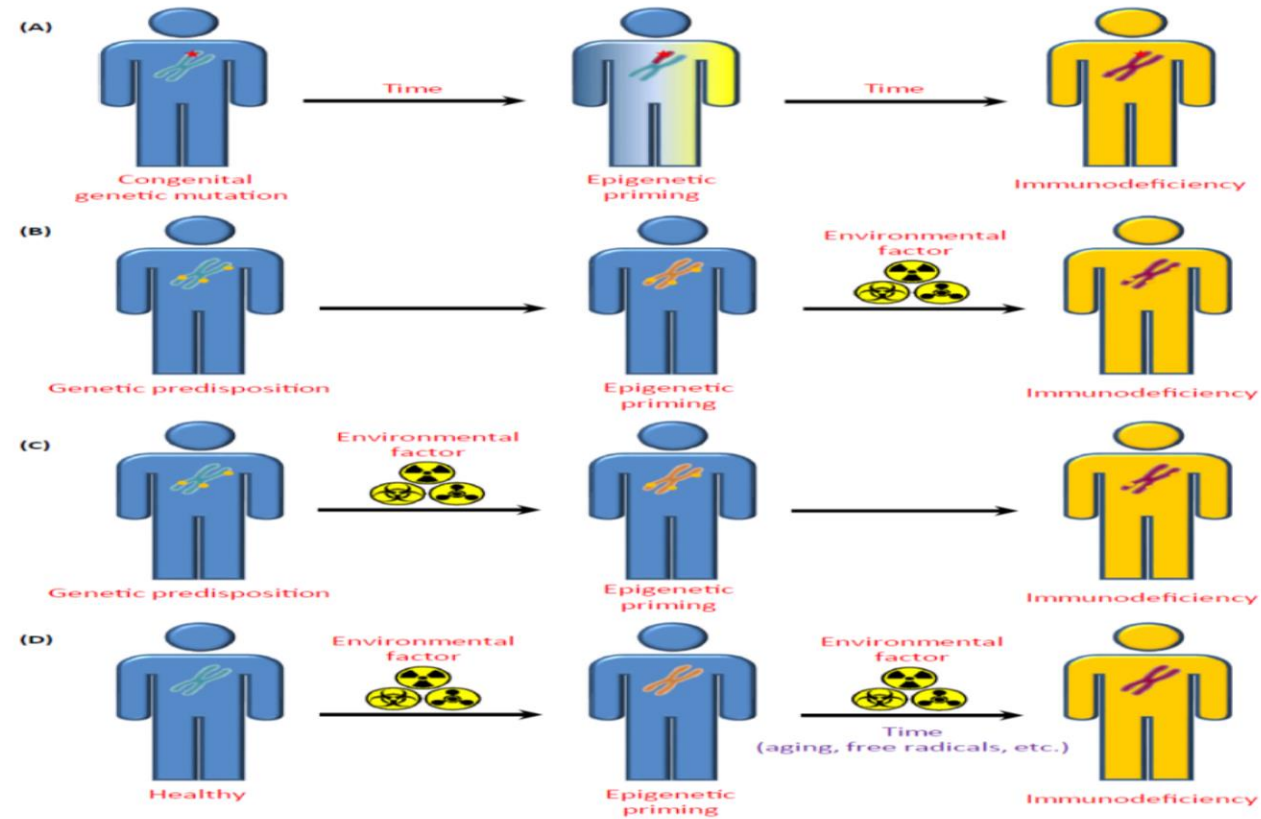 (A)
Time
Time
Congenital
genetic mutation
Epigenetic
priming
Immunodeficiency
(B)
Environmental
factor
Genetic predisposition
Epigenetic
priming
Immunodeficiency
(C)
Environmental
factor
Genetic predisposition
Epigenetic
priming
Immunodeficiency
(D)
Environmental
factor
Environmental
factor
Time
(aging, free radicals, etc.)
Healthy
Epigenetic
priming
Immunodeficiency